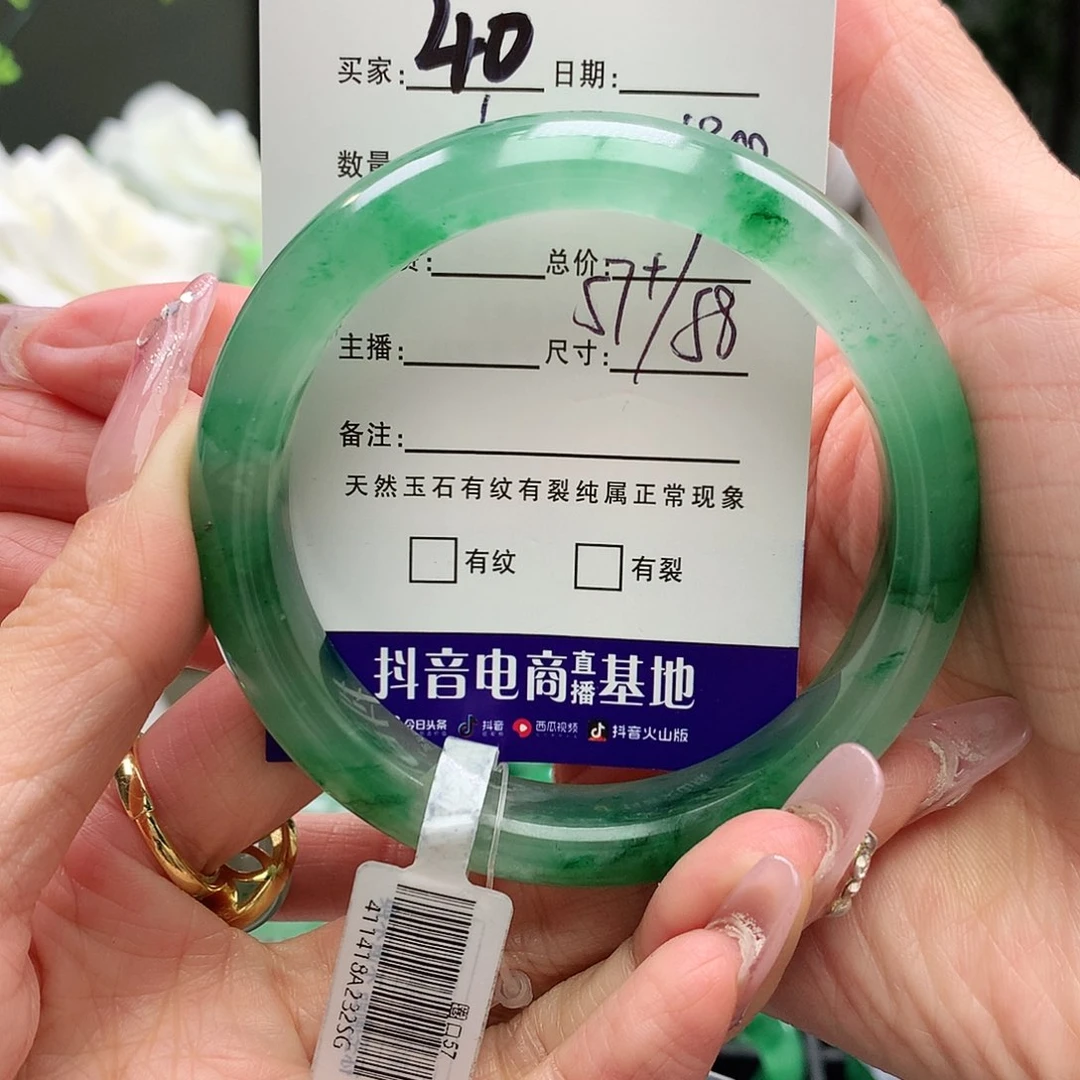 买家: 40 日期:
数量
总价:
57+/58
主播: 尺寸:
备注:
天然玉石有纹有裂纯属正常现象
□有纹 □有裂
抖音电商直播基地
今日头条 抖音 西瓜视频 抖音火山版
411418A232SSG
57